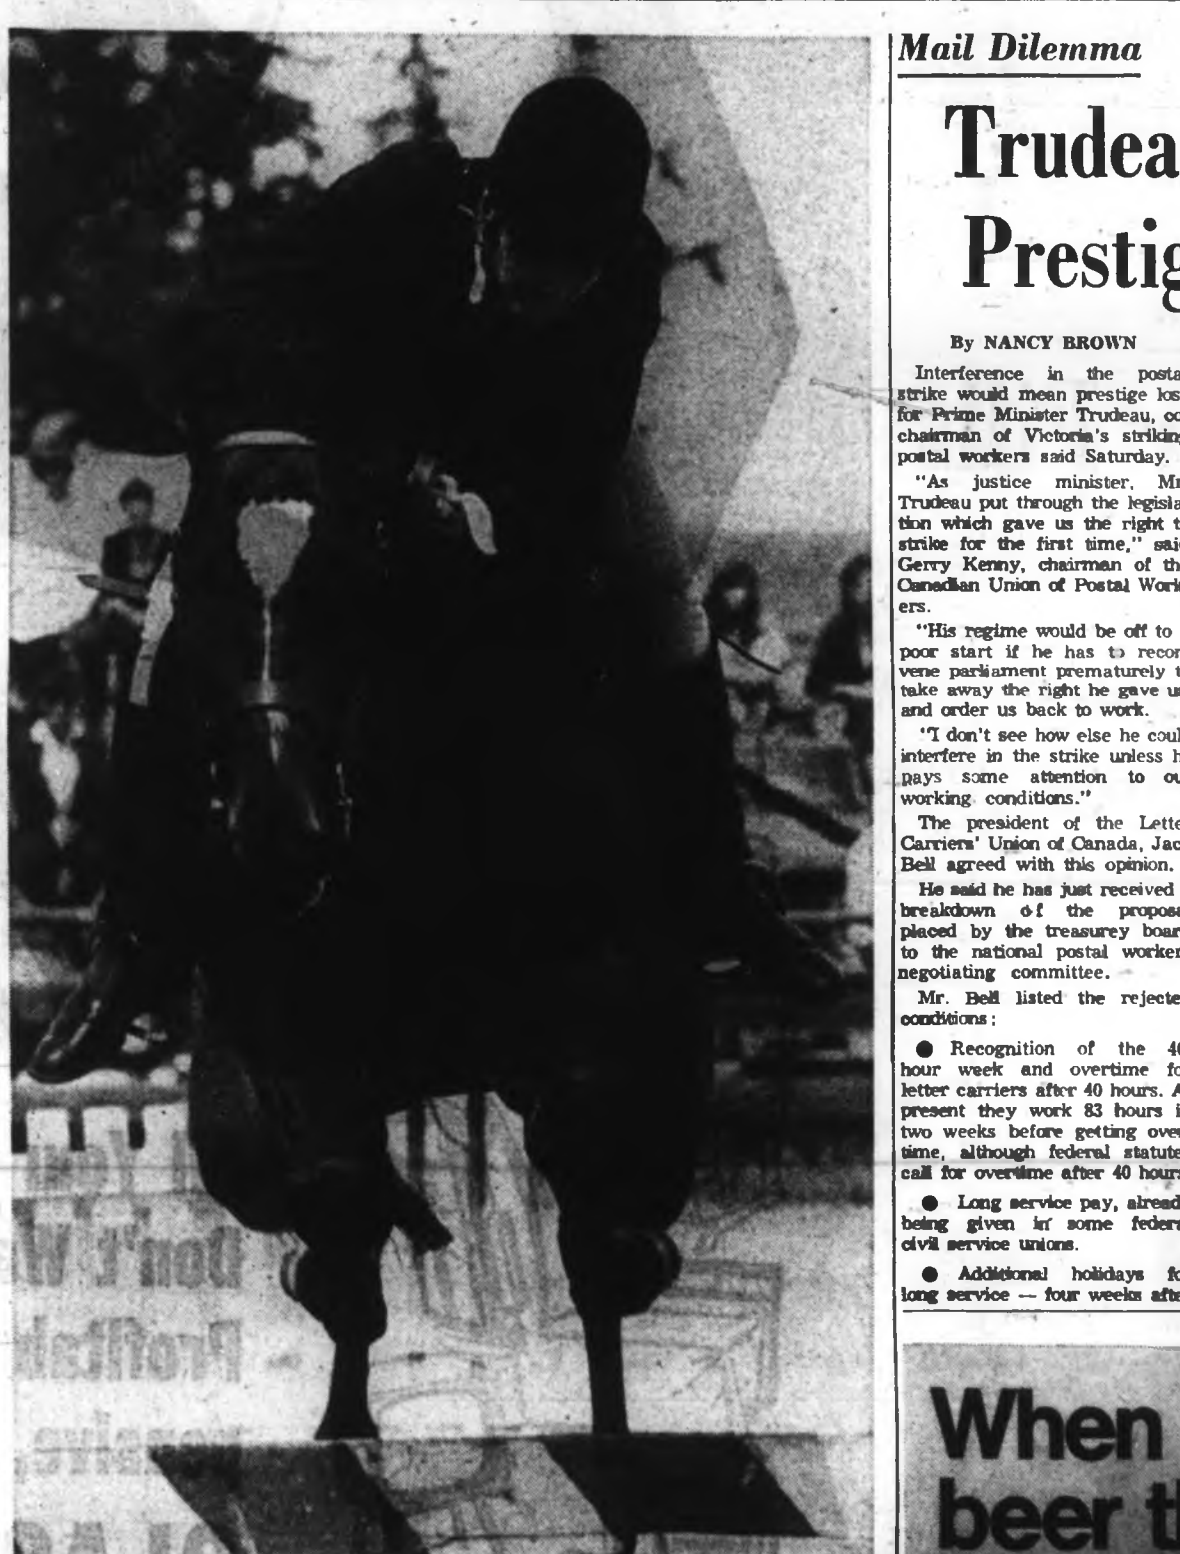 Mail Dilemma
Trudea
Prestig
By NANCY BROWN
Interference in the posta
strike would mean prestige los
for Prime Minister Trudeau, co
chairman of Victoria's striking
postal workers said Saturday.
"As justice minister, Mr
Trudeau put through the legisla
tion which gave us the right t
strike for the first time," sai
Gerry Kenny, chairman of th
Canadian Union of Postal Work
ers.
"His regime would be off to
poor start if he has to recon
vene parliament prematurely t
take away the right he gave us
and order us back to work.
"I don't see how else he coul
interfere in the strike unless h
pays some attention to ou
working conditions."
The president of the Lette
Carriers' Union of Canada, Jac
Bell agreed with this opinion.
He said he has just received
breakdown of the propos
placed by the treasurey boar
to the national postal worker
negotiating committee.
Mr. Bell listed the rejecte
conditions:
● Recognition of the 40
hour week and overtime fo
letter carriers after 40 hours. A
present they work 83 hours i
two weeks before getting over
time, although federal statute
call for overtime after 40 hours
● Long service pay, alread
being given in some federa
civil service unions.
● Additional holidays fo
long service — four weeks afte
When
beer th